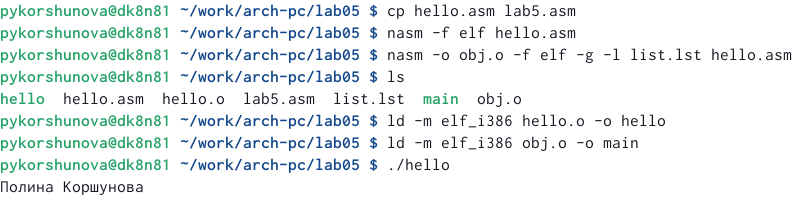 pykorshunova@dk8n81 ~/work/arch-pc/lab05 $ cp hello.asm lab5.asm
pykorshunova@dk8n81 ~/work/arch-pc/lab05 $ nasm -f elf hello.asm
pykorshunova@dk8n81 ~/work/arch-pc/lab05 $ nasm -o obj.o -f elf -g -l list.lst hello.asm
pykorshunova@dk8n81 ~/work/arch-pc/lab05 $ ls
hello  hello.asm  hello.o  lab5.asm  list.lst  main  obj.o
pykorshunova@dk8n81 ~/work/arch-pc/lab05 $ ld -m elf_i386 hello.o -o hello
pykorshunova@dk8n81 ~/work/arch-pc/lab05 $ ld -m elf_i386 obj.o -o main
pykorshunova@dk8n81 ~/work/arch-pc/lab05 $ ./hello
Полина Коршунова